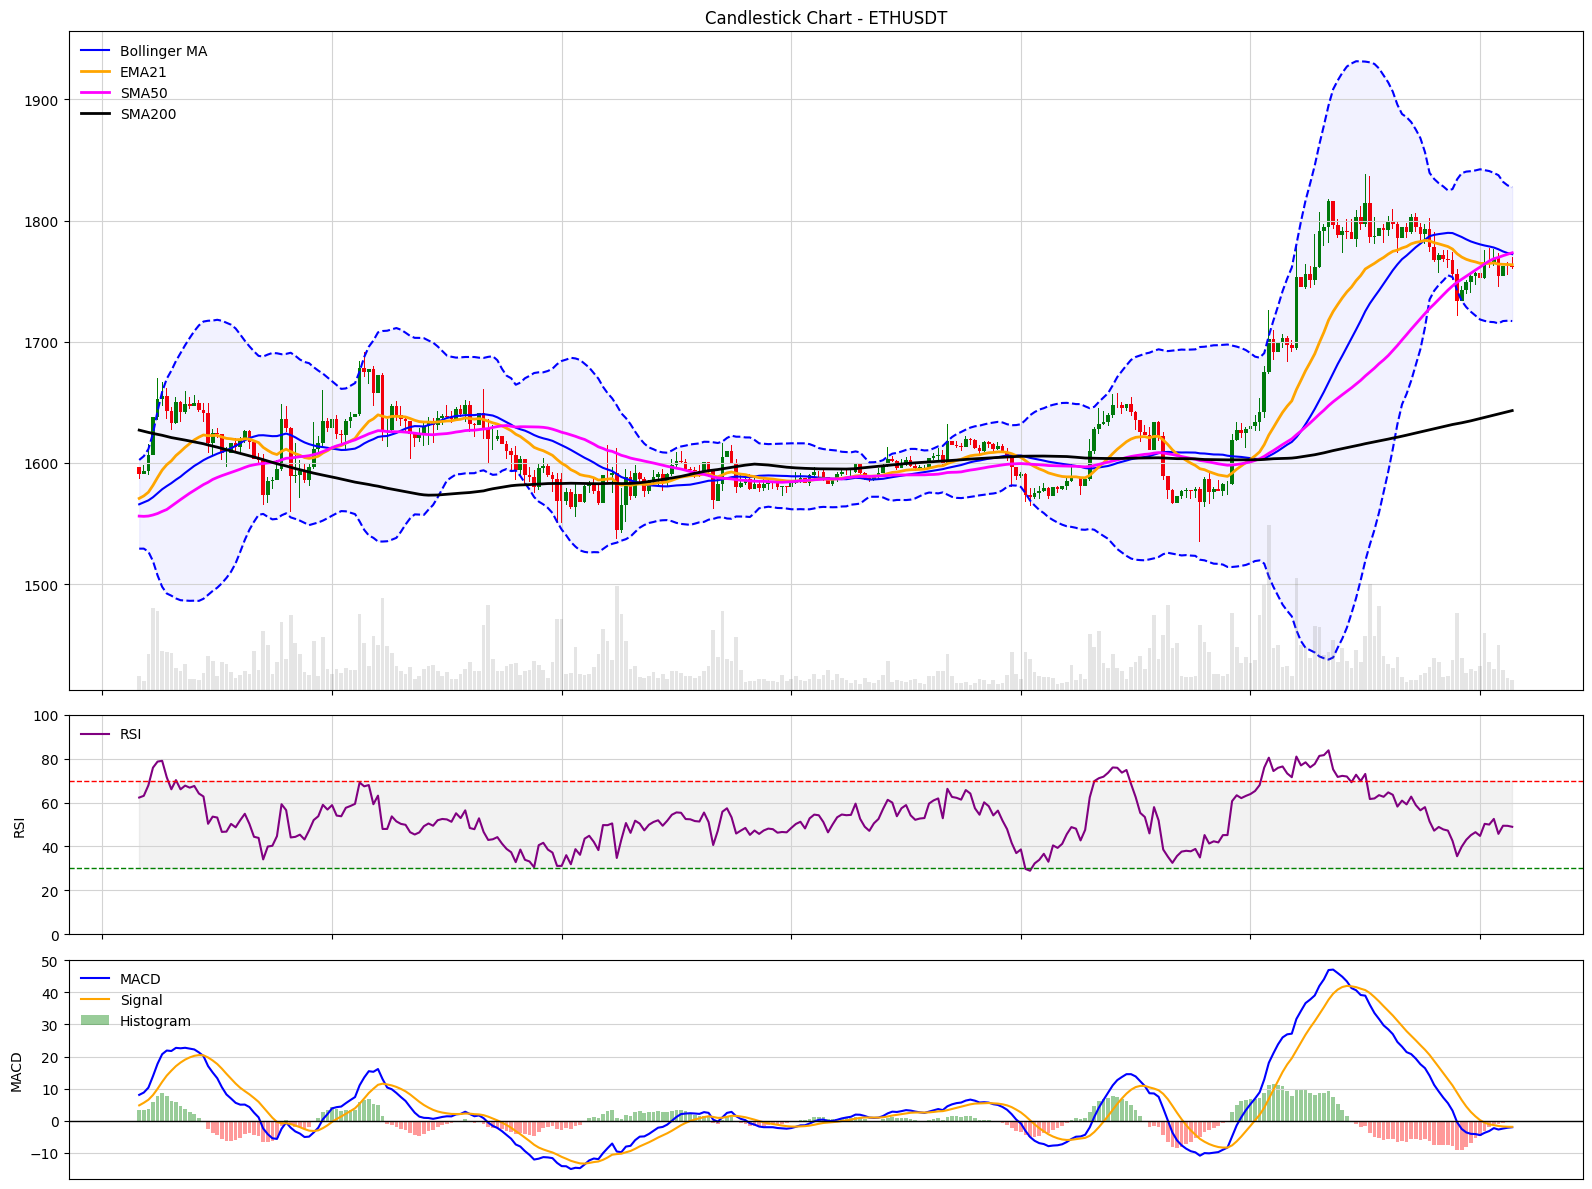 Candlestick Chart - ETHUSDT
Bollinger MA
EMA21
SMA50
SMA200
1900
1800
1700
1600
1500
100
80
60
40
20
0
RSI
RSI
50
40
30
20
10
0
−10
MACD
MACD
Signal
Histogram